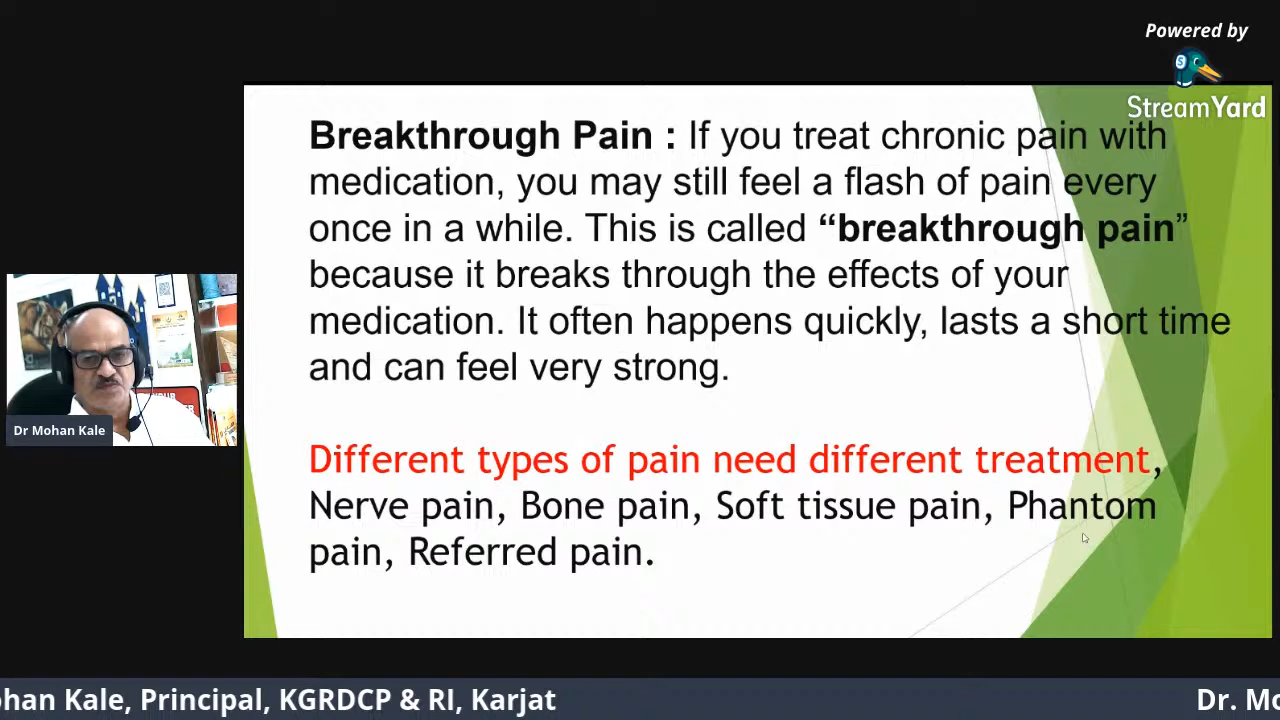 Powered by
StreamYard
Breakthrough Pain : If you treat chronic pain with
medication, you may still feel a flash of pain every
once in a while. This is called “breakthrough pain”
because it breaks through the effects of your
medication. It often happens quickly, lasts a short time
and can feel very strong.
Different types of pain need different treatment,
Nerve pain, Bone pain, Soft tissue pain, Phantom
pain, Referred pain.
Dr Mohan Kale
ohan Kale, Principal, KGRDCP & RI, Karjat
Dr. Mo